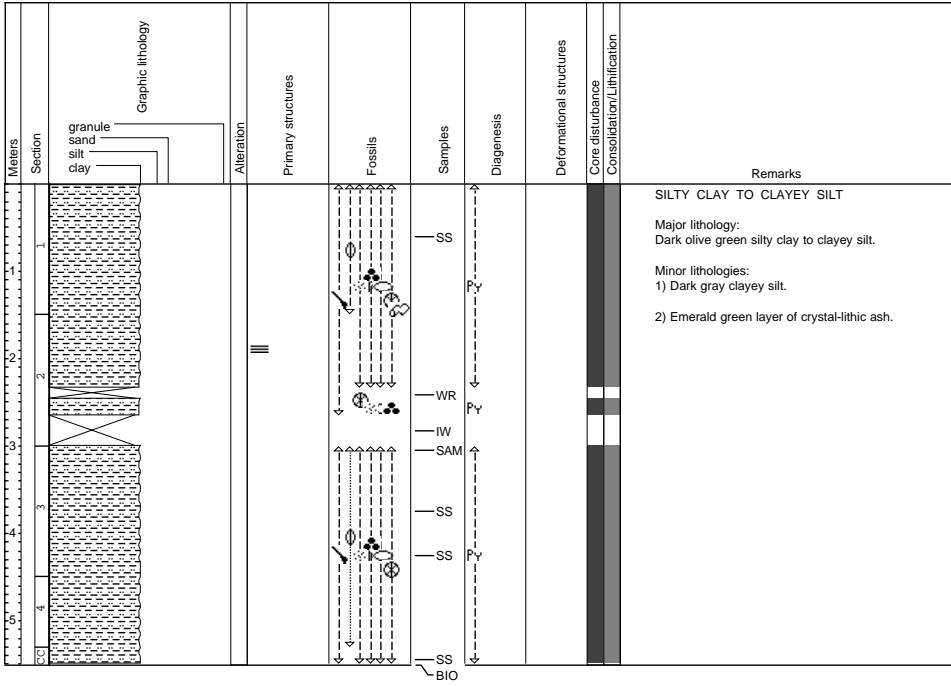 Meters
Section
Graphic lithology
granule
sand
silt
clay
Alteration
Primary structures
Fossils
Samples
Diagenesis
Deformational structures
Core disturbance
Consolidation/Lithification
Remarks
SILTY CLAY TO CLAYEY SILT
Major lithology:
Dark olive green silty clay to clayey silt.
Minor lithologies:
1) Dark gray clayey silt.
2) Emerald green layer of crystal-lithic ash.
1
2
3
4
5
1
2
3
4
CC
SS
WR
IW
SAM
SS
SS
SS
BIO
Py
Py
Py